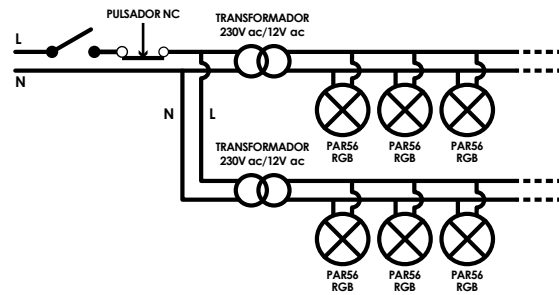 PULSADOR NC
TRANSFORMADOR
230V ac/12V ac
L
N
PAR56
RGB
PAR56
RGB
PAR56
RGB
N
L
TRANSFORMADOR
230V ac/12V ac
PAR56
RGB
PAR56
RGB
PAR56
RGB